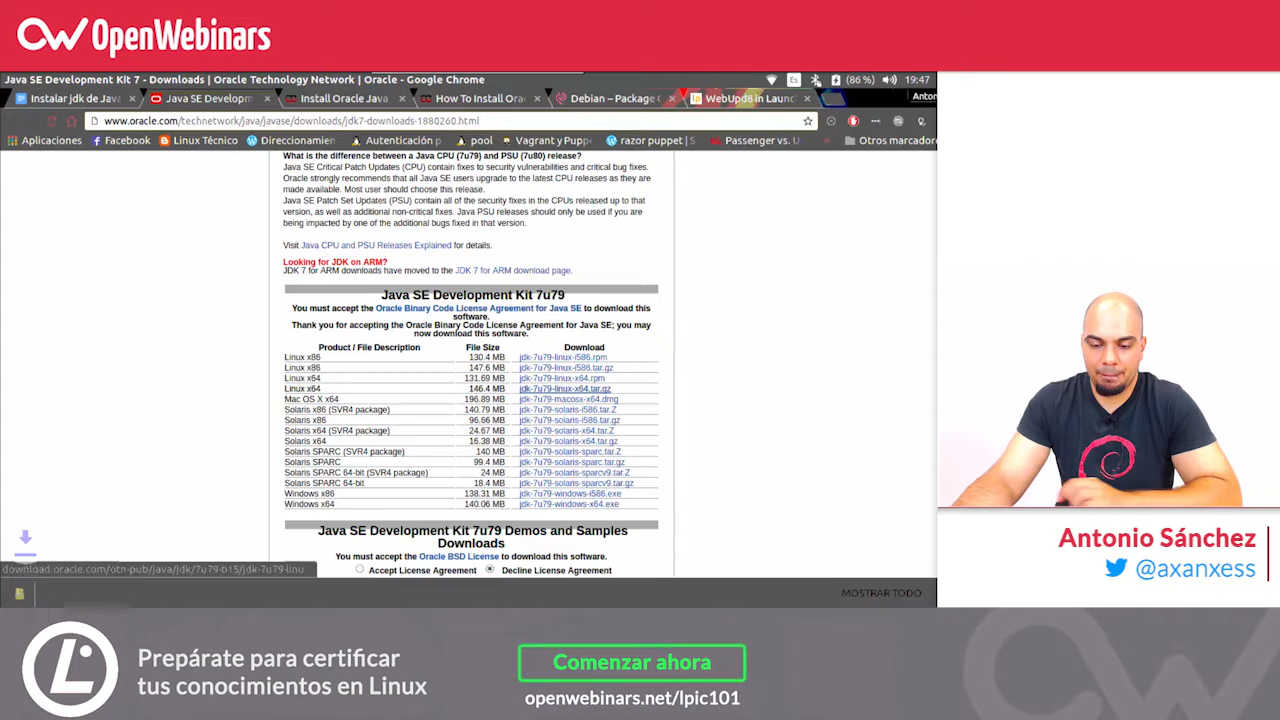 OpenWebinars
Java SE Development Kit 7 - Downloads | Oracle Technology Network | Oracle - Google Chrome
Es
(86 %)
19:47
Instalar jdk de Java
Java SE Developm
Install Oracle Java
How To Install Ora
Debian – Package
WebUpd8 in Launc
Anton
www.oracle.com/technetwork/java/javase/downloads/jdk7-downloads-1880260.html
Aplicaciones
Facebook
Linux Técnico
Direccionamien
Autenticación p
pool
Vagrant y Pupp
razor puppet | S
Passenger vs. U
Otros marcador
What is the difference between a Java CPU (7u79) and PSU (7u80) release?
Java SE Critical Patch Updates (CPU) contain fixes to security vulnerabilities and critical bug fixes.
Oracle strongly recommends that all Java SE users upgrade to the latest CPU releases as they are
made available. Most user should choose this release.
Java SE Patch Set Updates (PSU) contain all of the security fixes in the CPUs released up to that
version, as well as additional non-critical fixes. Java PSU releases should only be used if you are
being impacted by one of the additional bugs fixed in that version.
Visit Java CPU and PSU Releases Explained for details.
Looking for JDK on ARM?
JDK 7 for ARM downloads have moved to the JDK 7 for ARM download page.
Java SE Development Kit 7u79
You must accept the Oracle Binary Code License Agreement for Java SE to download this
software.
Thank you for accepting the Oracle Binary Code License Agreement for Java SE; you may
now download this software.
Product / File Description File Size Download
Linux x86 130.4 MB jdk-7u79-linux-i586.rpm
Linux x86 147.6 MB jdk-7u79-linux-i586.tar.gz
Linux x64 131.69 MB jdk-7u79-linux-x64.rpm
Linux x64 146.4 MB jdk-7u79-linux-x64.tar.gz
Mac OS X x64 196.89 MB jdk-7u79-macosx-x64.dmg
Solaris x86 (SVR4 package) 140.79 MB jdk-7u79-solaris-i586.tar.Z
Solaris x86 96.66 MB jdk-7u79-solaris-i586.tar.gz
Solaris x64 (SVR4 package) 24.67 MB jdk-7u79-solaris-x64.tar.Z
Solaris x64 16.38 MB jdk-7u79-solaris-x64.tar.gz
Solaris SPARC (SVR4 package) 140 MB jdk-7u79-solaris-sparc.tar.Z
Solaris SPARC 99.4 MB jdk-7u79-solaris-sparc.tar.gz
Solaris SPARC 64-bit (SVR4 package) 24 MB jdk-7u79-solaris-sparcv9.tar.Z
Solaris SPARC 64-bit 18.4 MB jdk-7u79-solaris-sparcv9.tar.gz
Windows x86 138.31 MB jdk-7u79-windows-i586.exe
Windows x64 140.06 MB jdk-7u79-windows-x64.exe
Java SE Development Kit 7u79 Demos and Samples
Downloads
You must accept the Oracle BSD License to download this software.
Accept License Agreement Decline License Agreement
download.oracle.com/otn-pub/java/jdk/7u79-b15/jdk-7u79-linu
MOSTRAR TODO
Antonio Sánchez
@axanxess
Prepárate para certificar
tus conocimientos en Linux
Comenzar ahora
openwebinars.net/lpic101